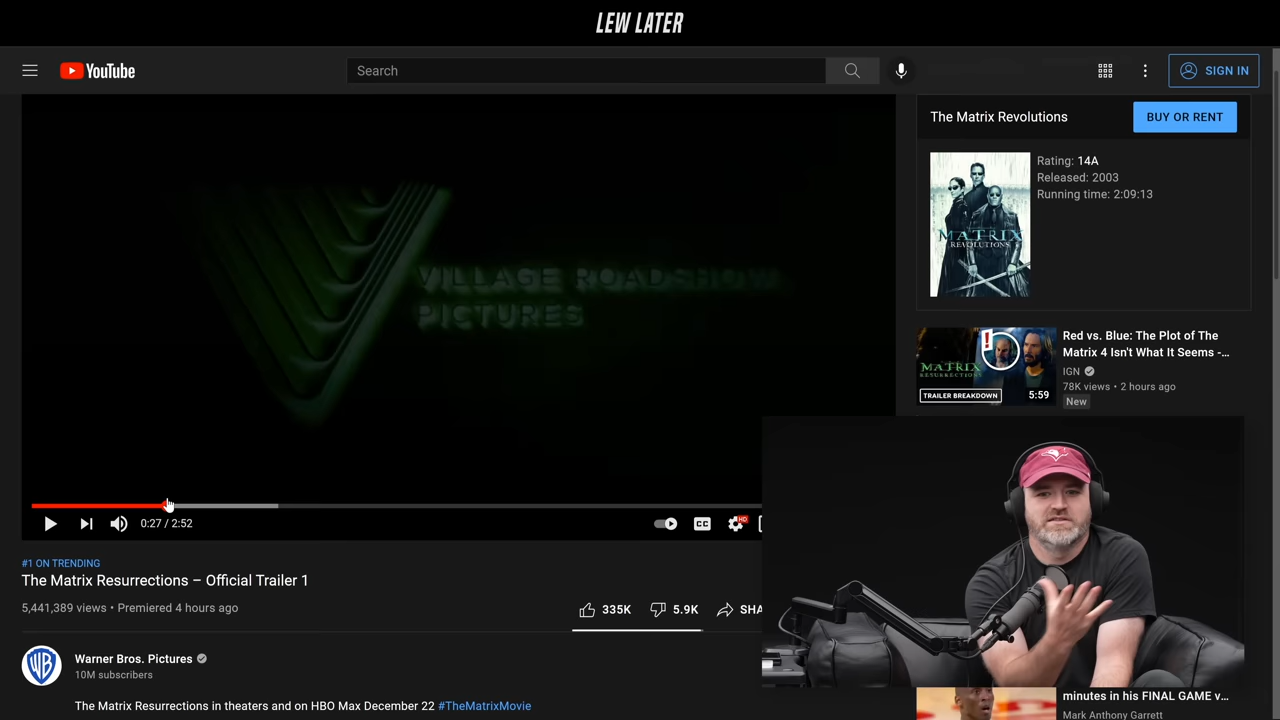 LEW LATER
YouTube
Search
SIGN IN
VILLAGE ROADSHOW
PICTURES
0:27 / 2:52
CC
HD
#1 ON TRENDING
The Matrix Resurrections – Official Trailer 1
5,441,389 views • Premiered 4 hours ago
335K
5.9K
SHA
WB
Warner Bros. Pictures
10M subscribers
The Matrix Resurrections in theaters and on HBO Max December 22 #TheMatrixMovie
The Matrix Revolutions
BUY OR RENT
MATRIX
REVOLUTIONS
Rating: 14A
Released: 2003
Running time: 2:09:13
MATRIX
RESURRECTIONS
TRAILER BREAKDOWN
5:59
Red vs. Blue: The Plot of The
Matrix 4 Isn't What It Seems -...
IGN
78K views • 2 hours ago
New
minutes in his FINAL GAME v...
Mark Anthony Garrett